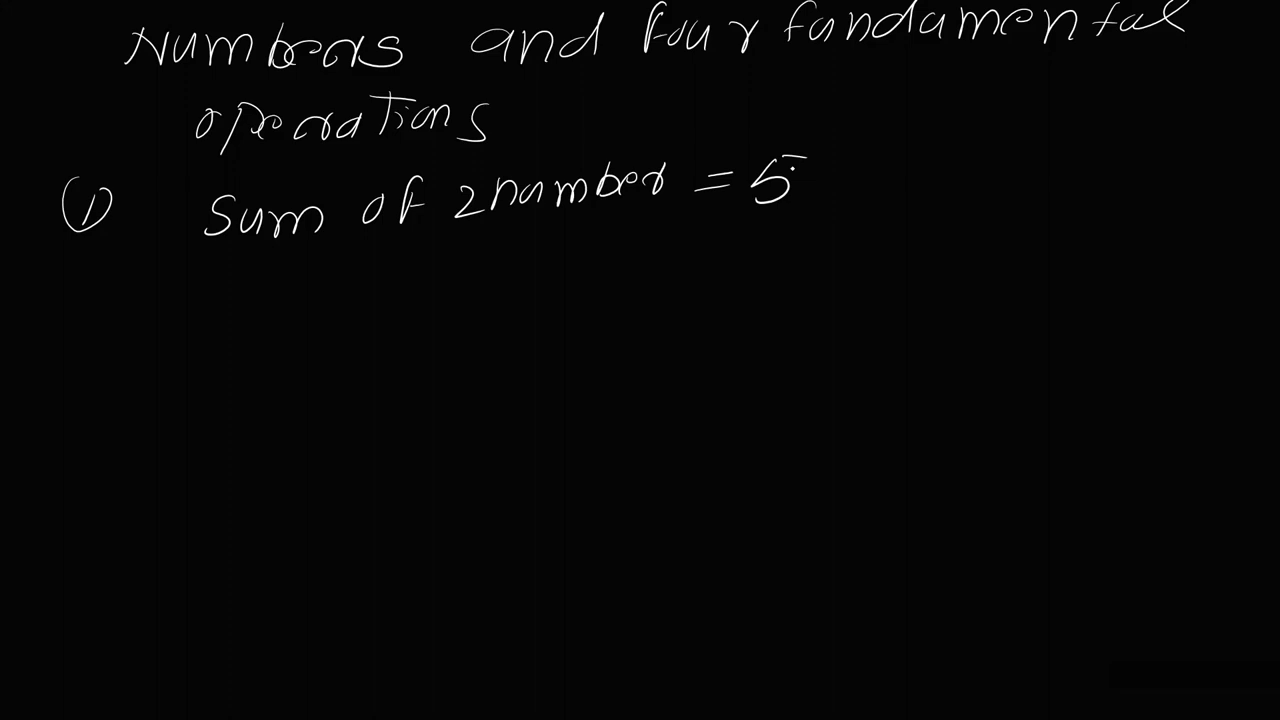 Numbers and four fundamental
operations
① Sum of 2 number = 5